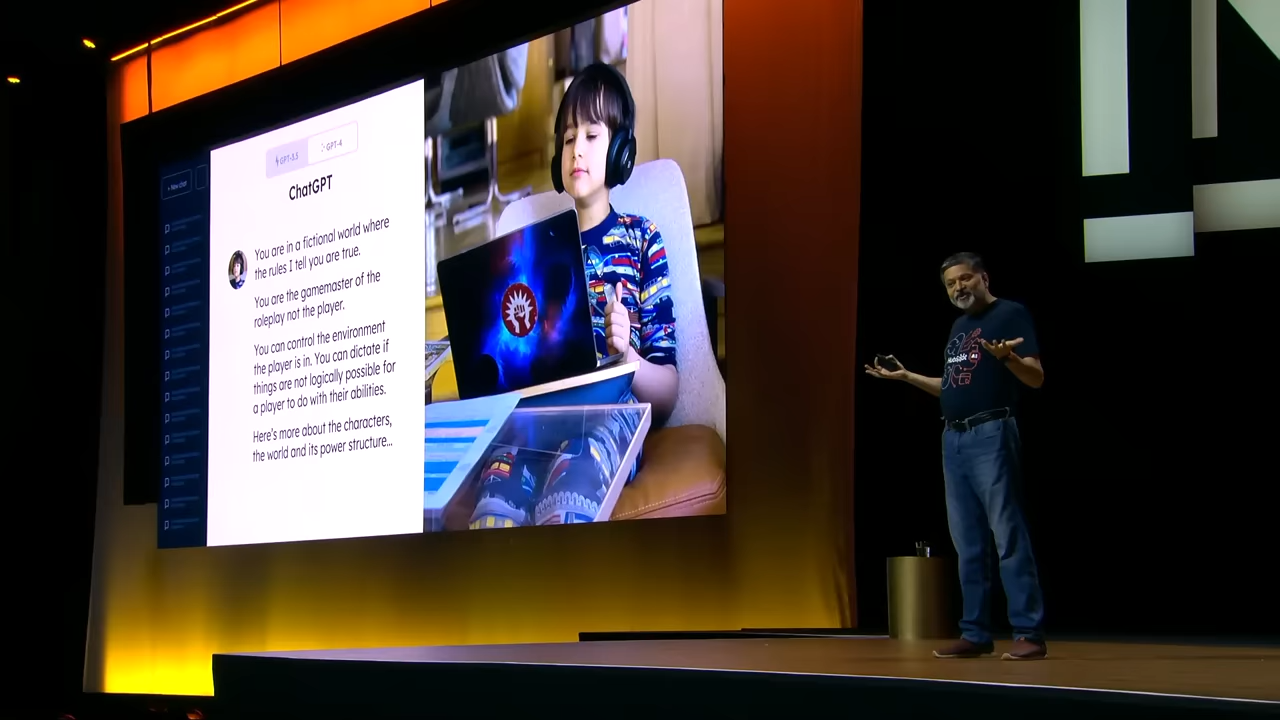 + New chat
GPT-3.5
GPT-4
ChatGPT
You are in a fictional world where
the rules I tell you are true.
You are the gamemaster of the
roleplay not the player.
You can control the environment
the player is in. You can dictate if
things are not logically possible for
a player to do with their abilities.
Here's more about the characters,
the world and its power structure...